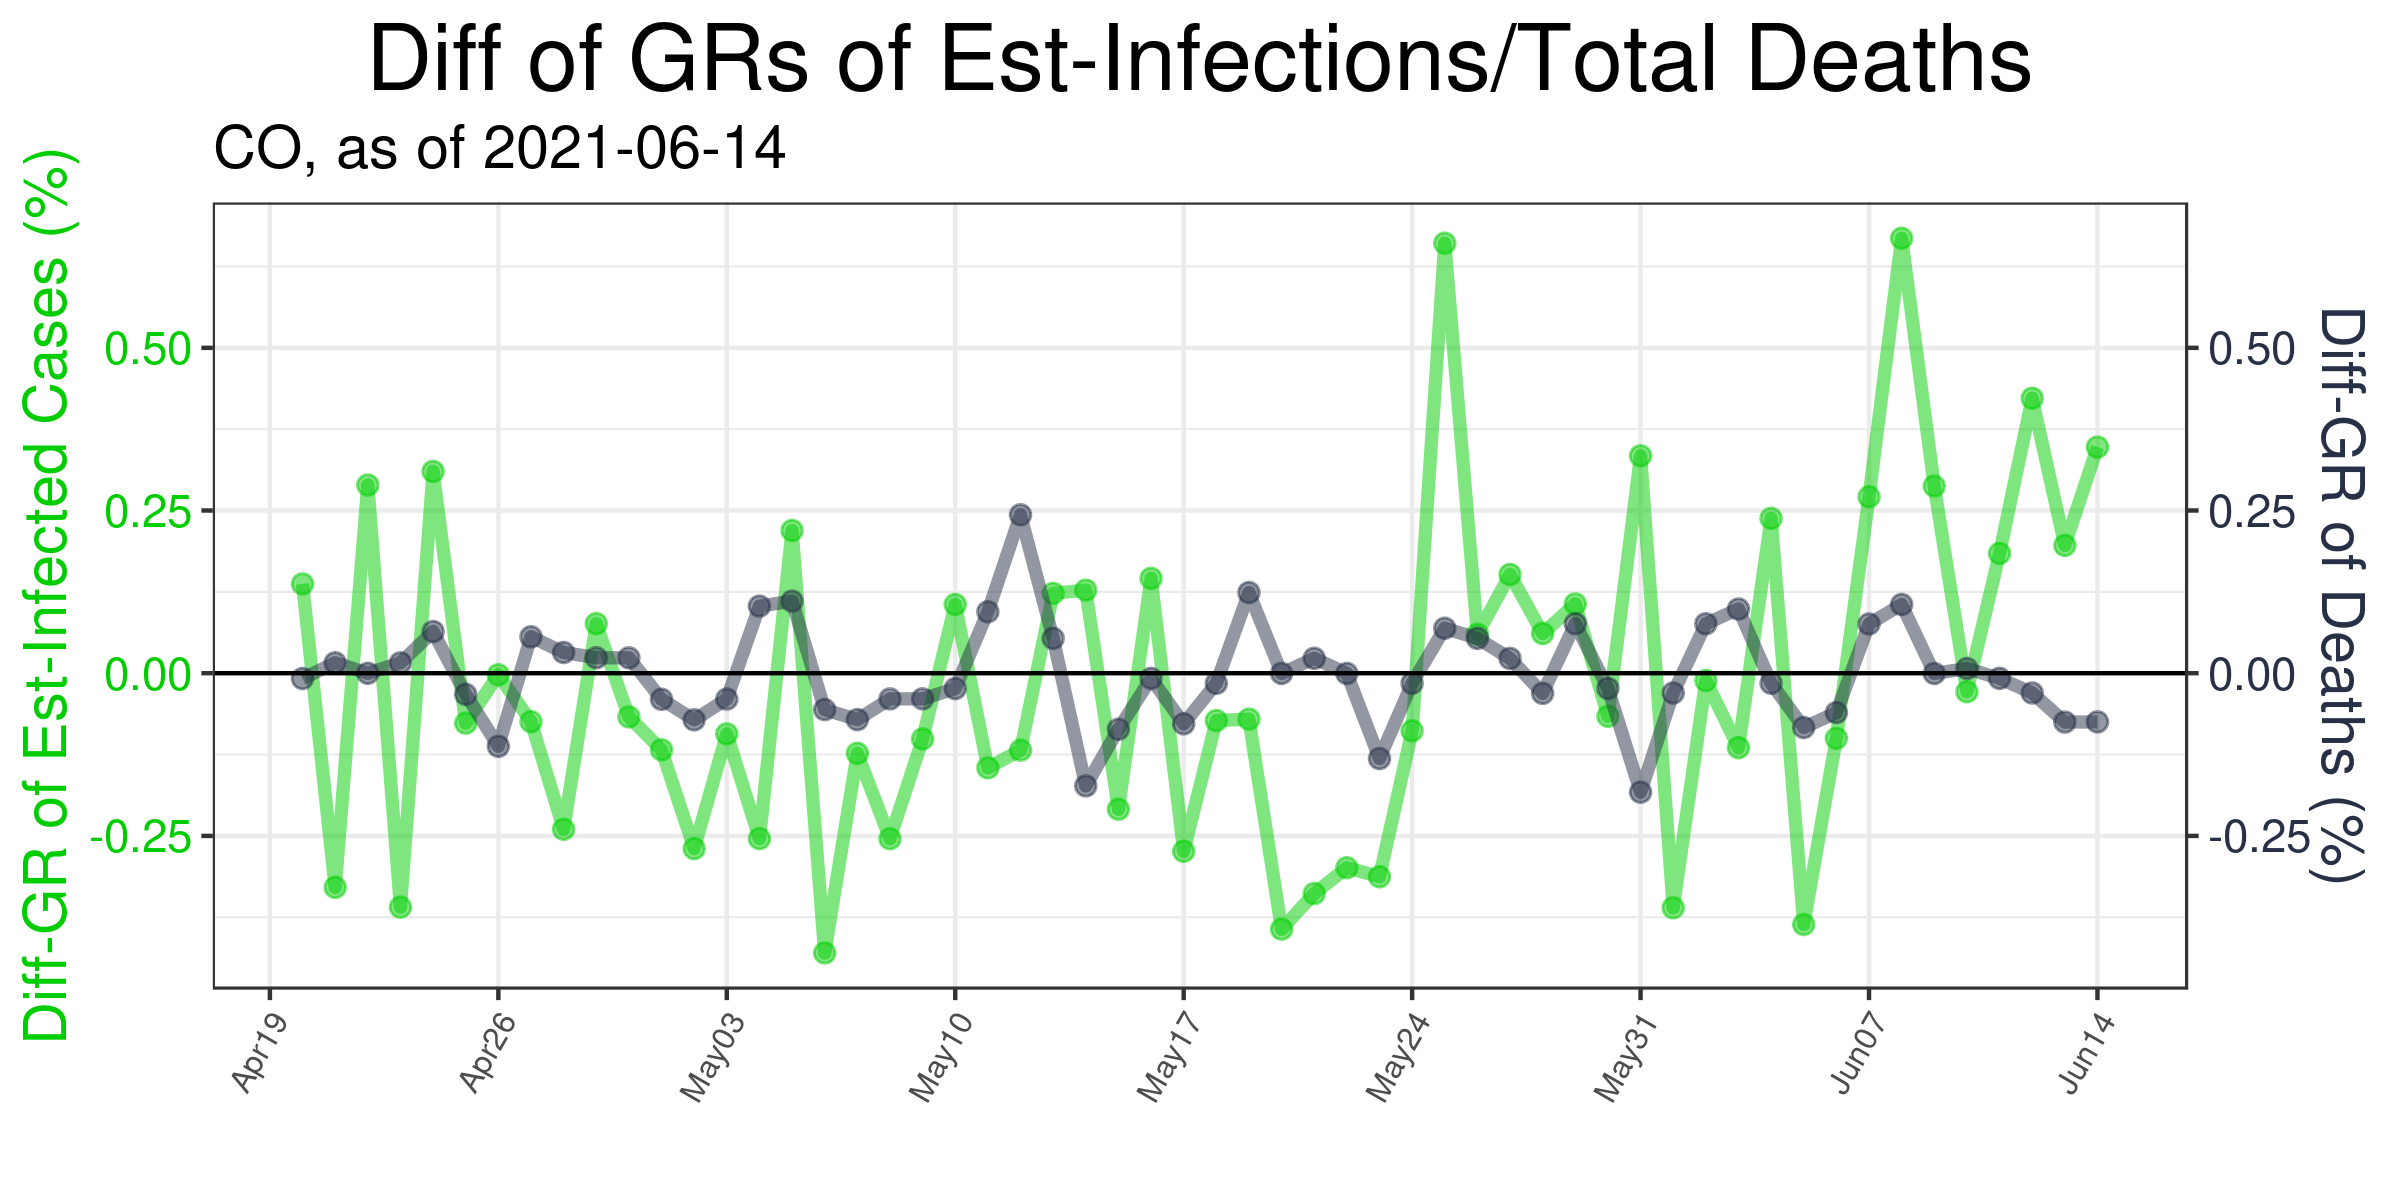 Diff of GRs of Est-Infections/Total Deaths
CO, as of 2021-06-14
Diff-GR of Est-Infected Cases (%)
0.50
0.25
0.00
-0.25
0.50
0.25
0.00
-0.25
Diff-GR of Deaths (%)
Apr19
Apr26
May03
May10
May17
May24
May31
Jun07
Jun14